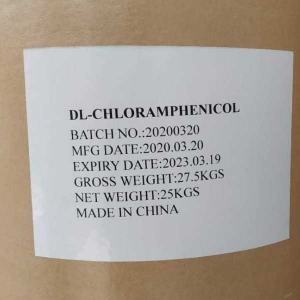 DL-CHLORAMPHENICOL
BATCH NO.:20200320
MFG DATE:2020.03.20
EXPIRY DATE:2023.03.19
GROSS WEIGHT:27.5KGS
NET WEIGHT:25KGS
MADE IN CHINA